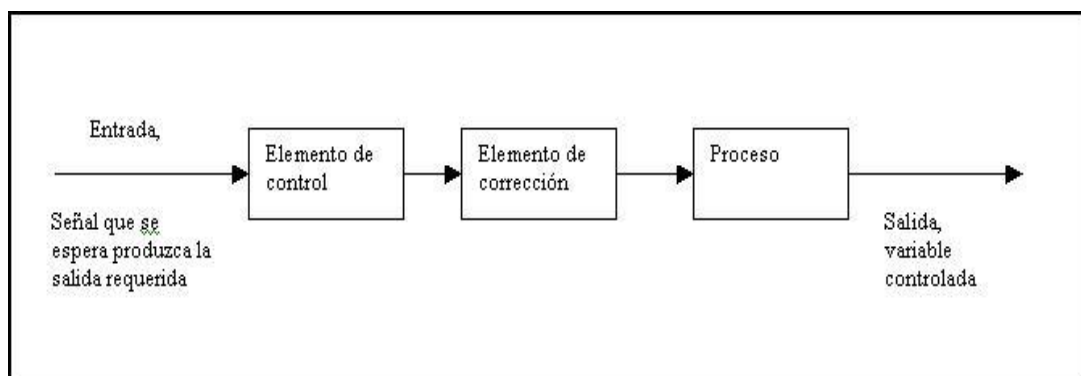 Entrada,
Señal que se
espera produzca la
salida requerida
Elemento de
control
Elemento de
corrección
Proceso
Salida,
variable
controlada